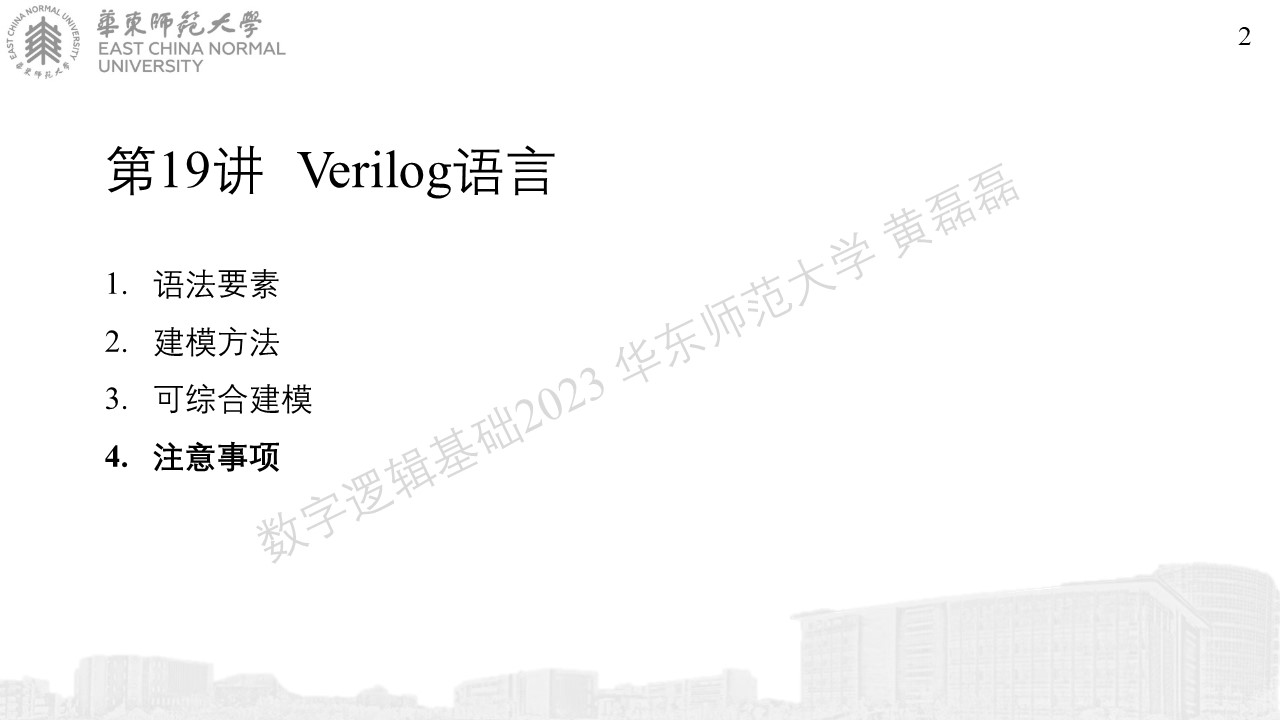 華東師範大學
EAST CHINA NORMAL
UNIVERSITY
EAST CHINA NORMAL UNIVERSITY
華東师范大学
2
第19讲 Verilog语言
1. 语法要素
2. 建模方法
3. 可综合建模
4. 注意事项
数字逻辑基础2023 华东师范大学 黄磊磊